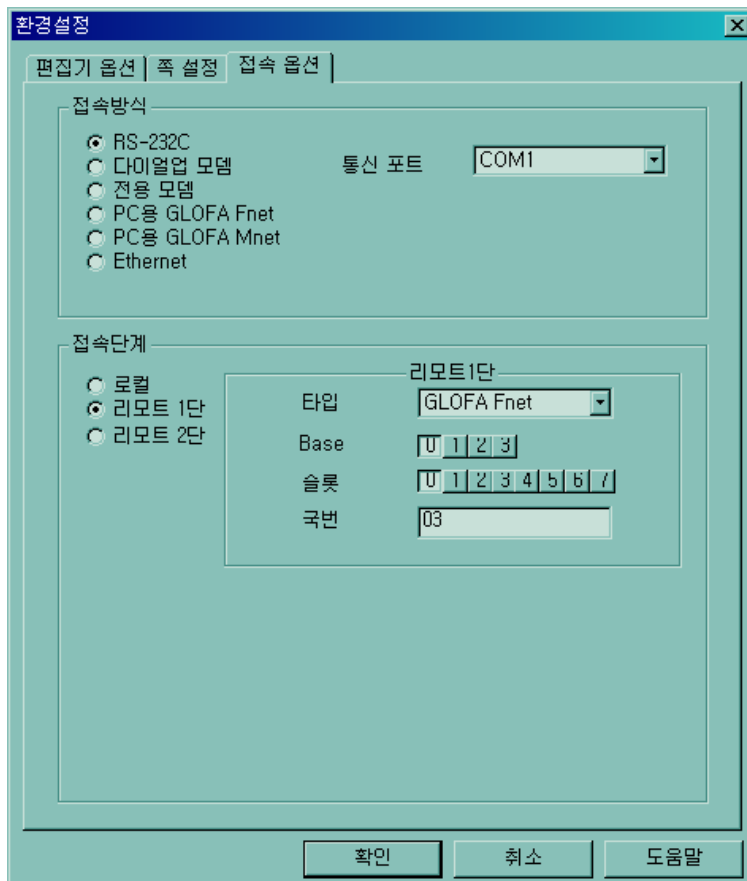 환경설정
편집기 옵션 쪽 설정 접속 옵션
접속방식
RS-232C
다이얼업 모뎀
전용 모뎀
PC용 GLOFA Fnet
PC용 GLOFA Mnet
Ethernet
통신 포트 COM1
접속단계
로컬
리모트 1단
리모트 2단
리모트1단
타입 GLOFA Fnet
Base 0 1 2 3
슬롯 0 1 2 3 4 5 6 7
국번 03
확인 취소 도움말